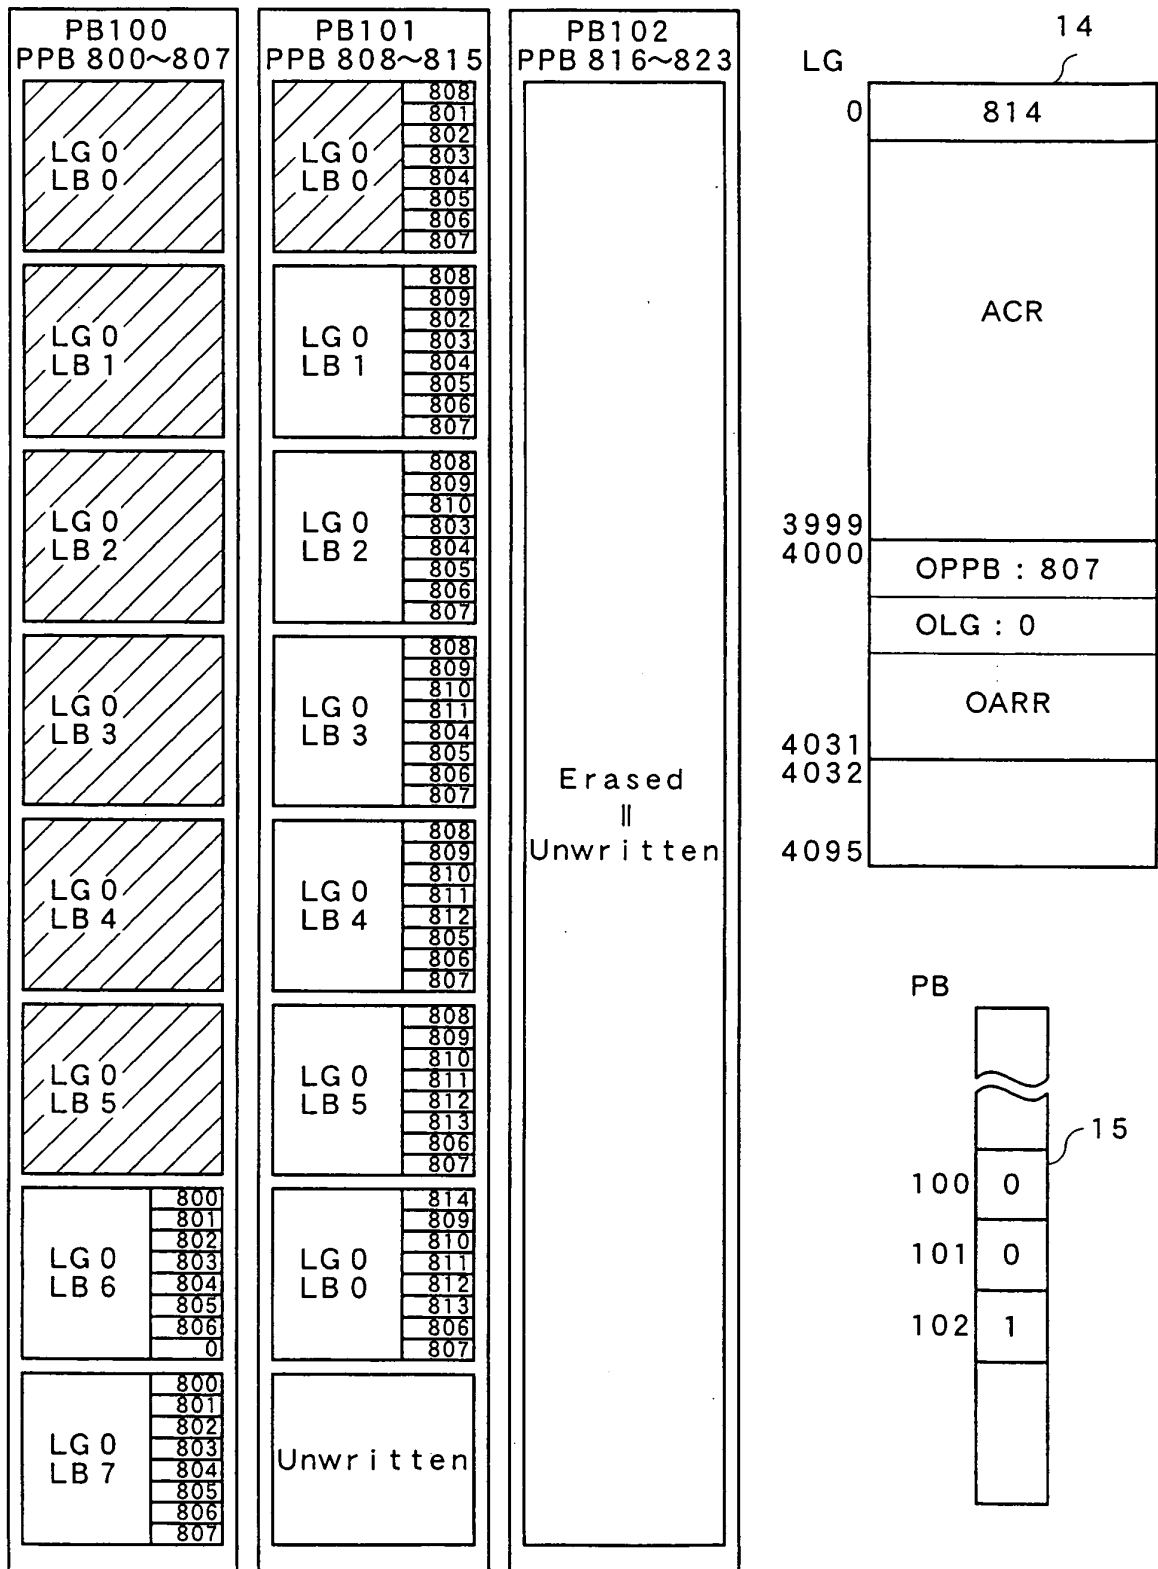 PB100
PPB 800~807
LG 0
LB 0
LG 0
LB 1
LG 0
LB 2
LG 0
LB 3
LG 0
LB 4
LG 0
LB 5
LG 0
LB 6
800
801
802
803
804
805
806
0
LG 0
LB 7
800
801
802
803
804
805
806
807
PB101
PPB 808~815
LG 0
LB 0
808
801
802
803
804
805
806
807
LG 0
LB 1
808
809
802
803
804
805
806
807
LG 0
LB 2
808
809
810
803
804
805
806
807
LG 0
LB 3
808
809
810
811
804
805
806
807
LG 0
LB 4
808
809
810
811
812
805
806
807
LG 0
LB 5
808
809
810
811
812
813
806
807
LG 0
LB 0
814
809
810
811
812
813
806
807
Unwritten
PB102
PPB 816~823
Erased
॥
Unwritten
14
LG
0
814
ACR
3999
4000
OPPB : 807
OLG : 0
OARR
4031
4032
4095
PB
15
100 0
101 0
102 1